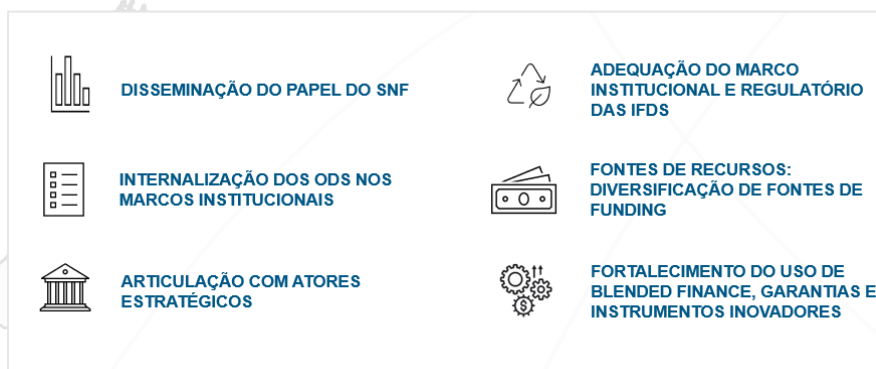 DISSEMINAÇÃO DO PAPEL DO SNF
INTERNALIZAÇÃO DOS ODS NOS
MARCOS INSTITUCIONAIS
ARTICULAÇÃO COM ATORES
ESTRATÉGICOS
ADEQUAÇÃO DO MARCO
INSTITUCIONAL E REGULATÓRIO
DAS IFDS
FONTES DE RECURSOS:
DIVERSIFICAÇÃO DE FONTES DE
FUNDING
FORTALECIMENTO DO USO DE
BLENDED FINANCE, GARANTIAS E
INSTRUMENTOS INOVADORES